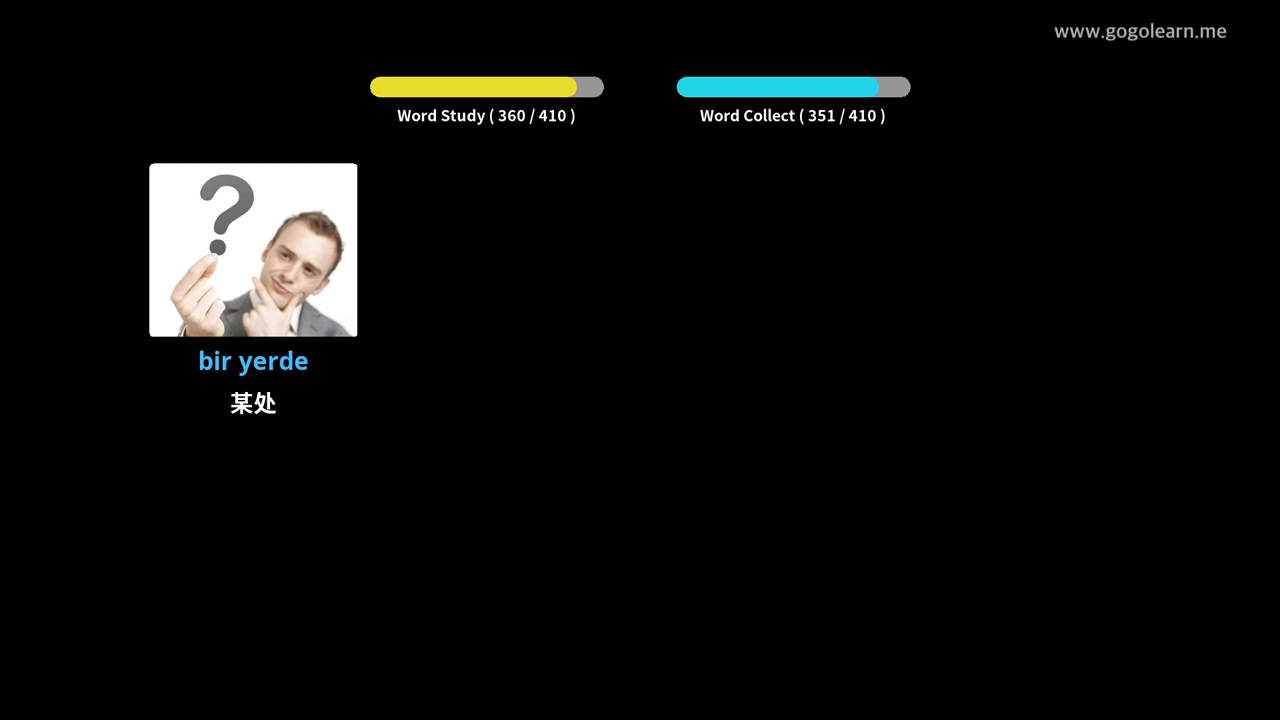 www.gogolearn.me
Word Study ( 360 / 410 )
Word Collect ( 351 / 410 )
?
bir yerde
某处